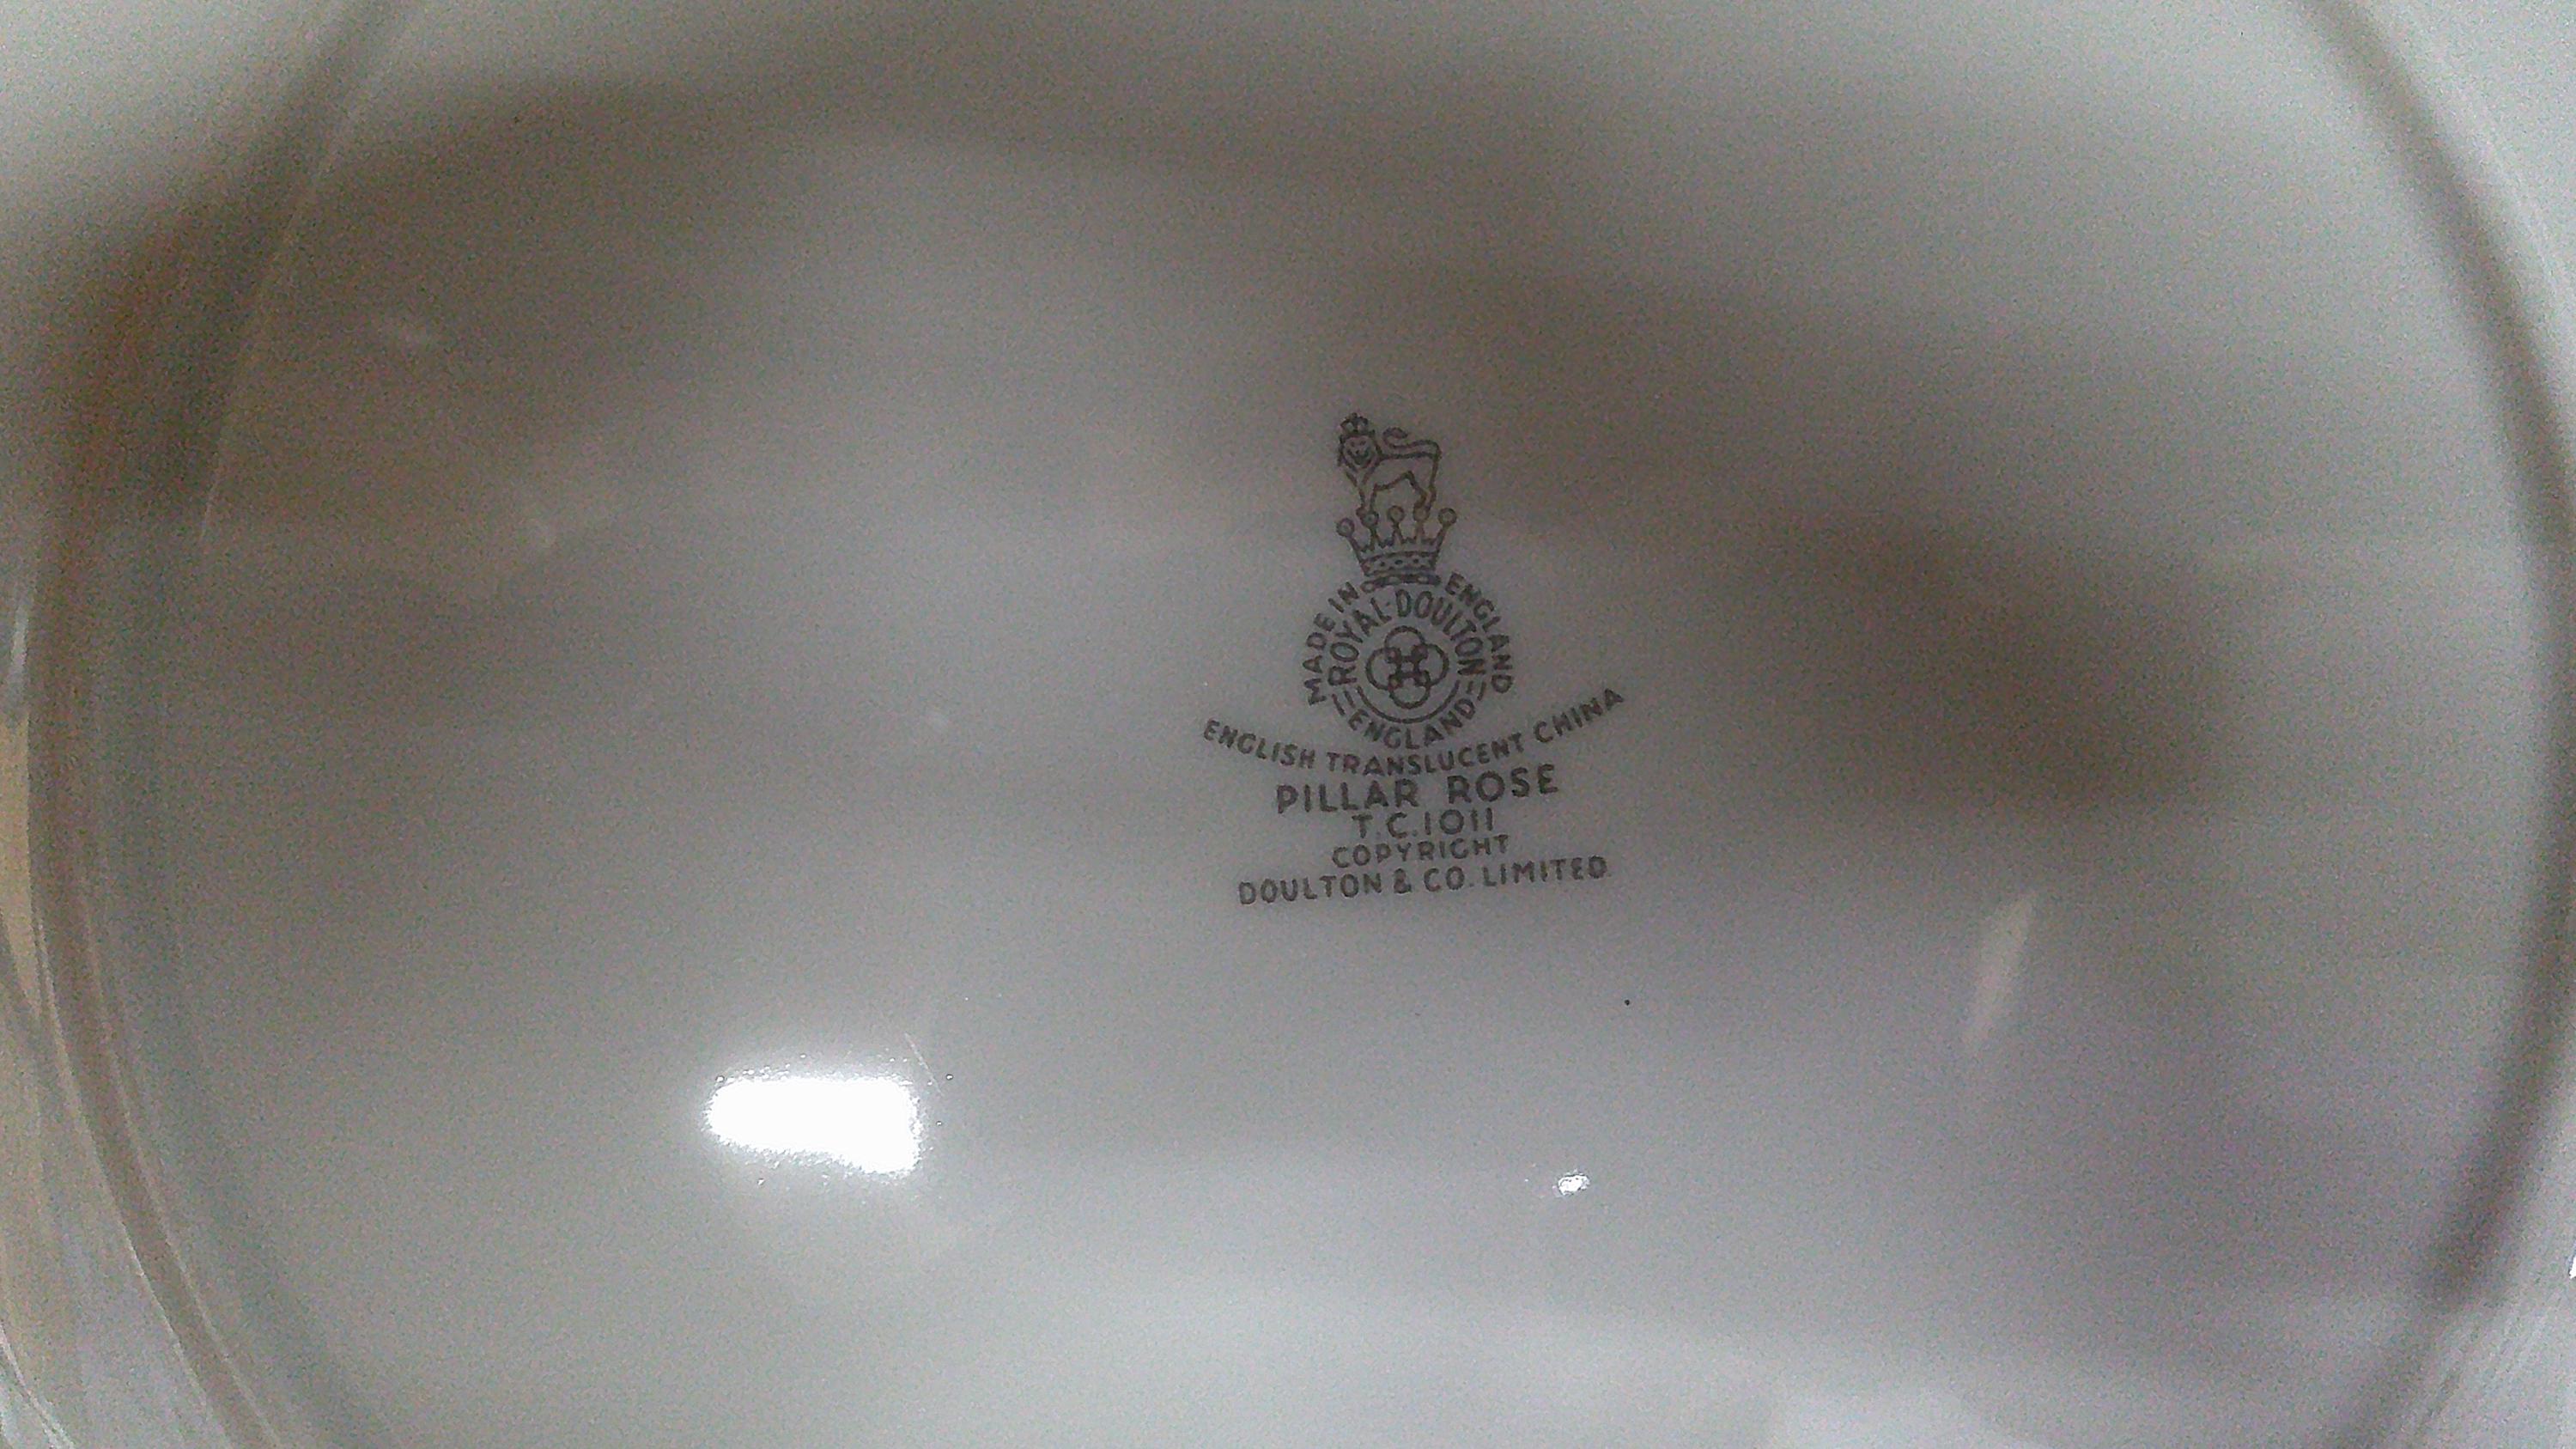 MADE IN ENGLAND
ROYAL·DOULTON
ENGLAND
ENGLISH TRANSLUCENT CHINA
PILLAR ROSE
T.C.1011
COPYRIGHT
DOULTON & CO. LIMITED